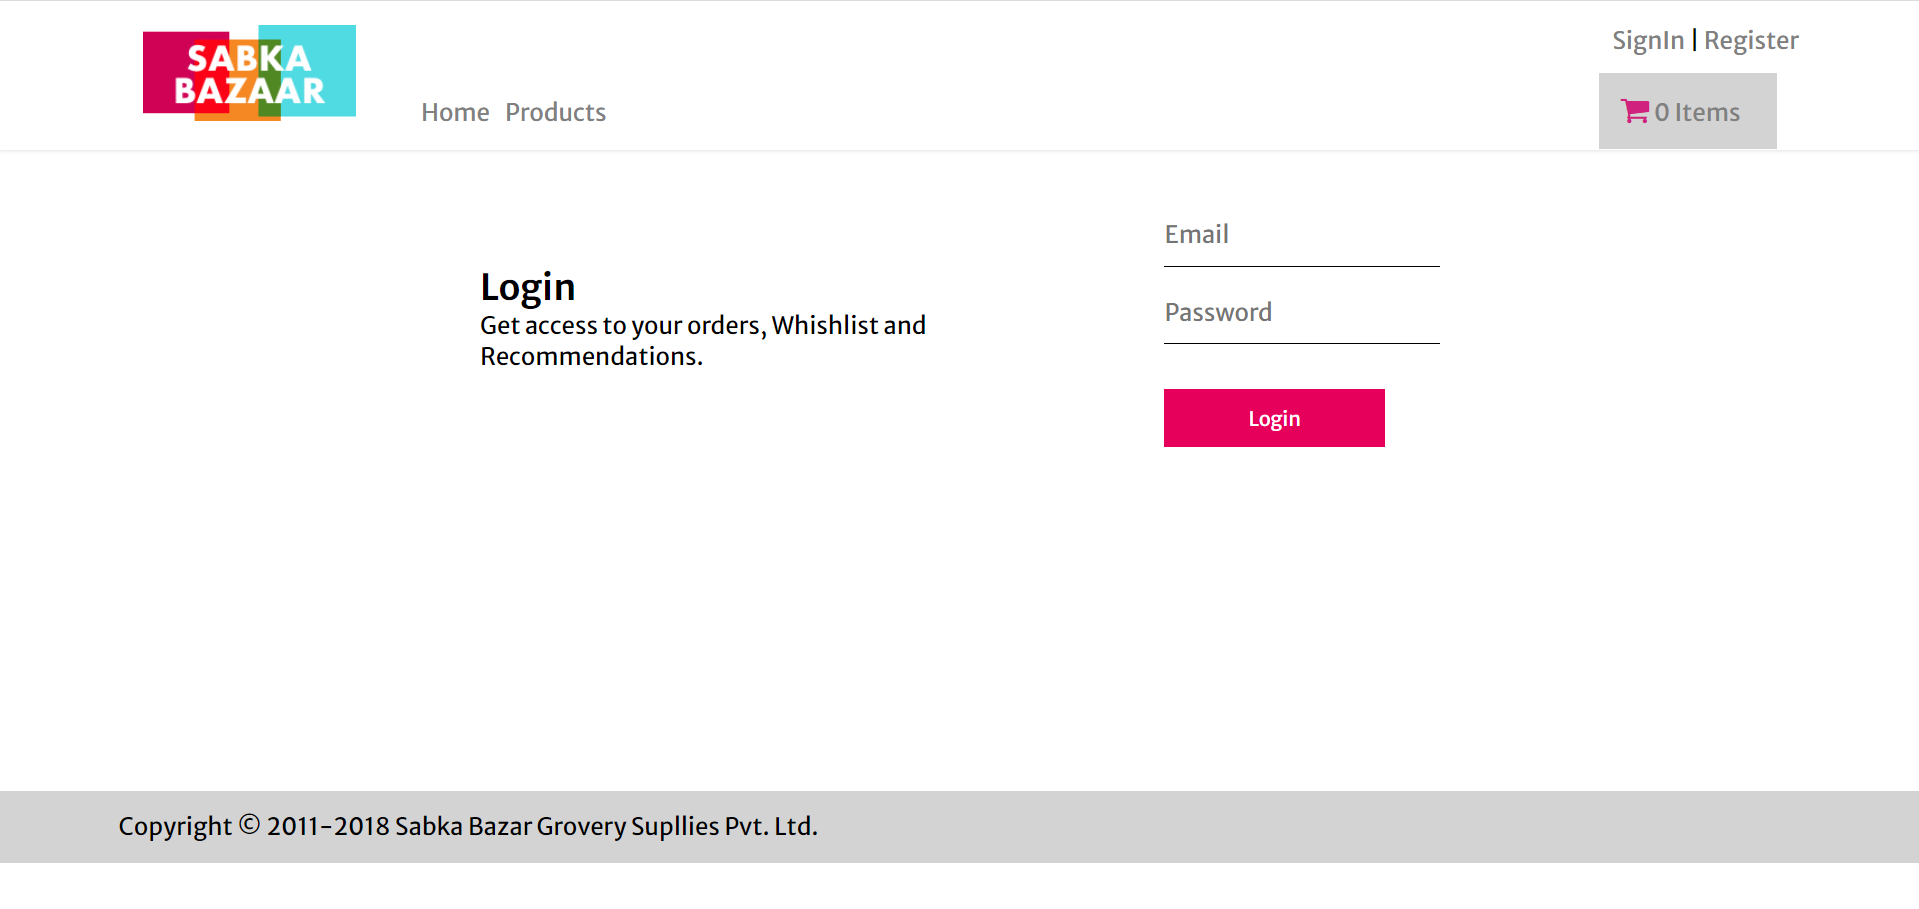 SABKA
BAZAAR
Home Products
SignIn | Register
0 Items
Login
Get access to your orders, Whishlist and
Recommendations.
Email
Password
Login
Copyright © 2011-2018 Sabka Bazar Grovery Supllies Pvt. Ltd.